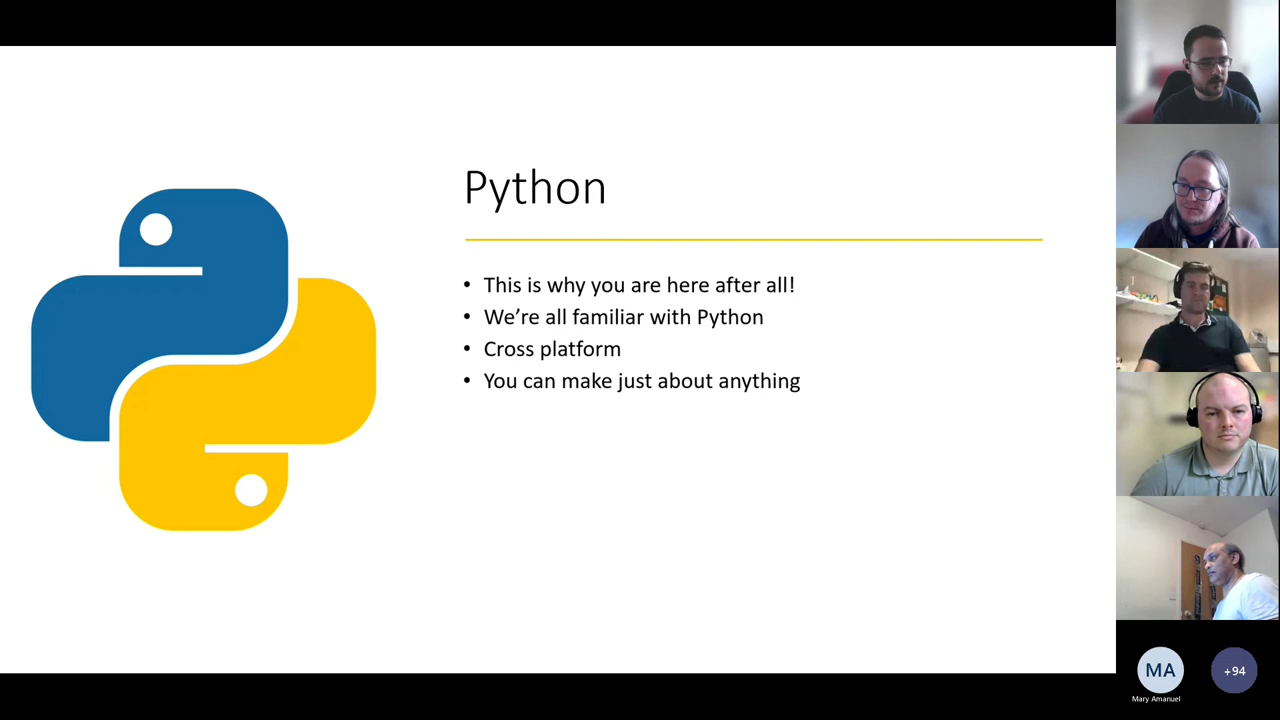 Python
• This is why you are here after all!
• We’re all familiar with Python
• Cross platform
• You can make just about anything
MA
+94
Mary Amanuel